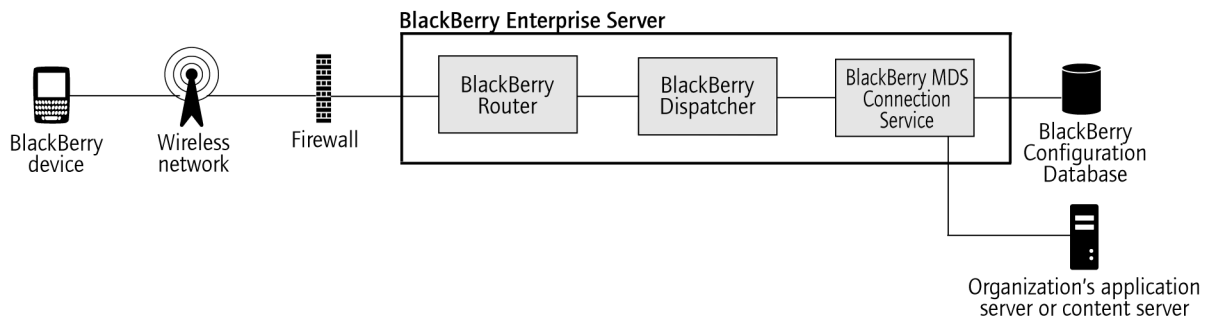 BlackBerry Enterprise Server
BlackBerry
device
Wireless
network
Firewall
BlackBerry
Router
BlackBerry
Dispatcher
BlackBerry MDS
Connection
Service
BlackBerry
Configuration
Database
Organization's application
server or content server